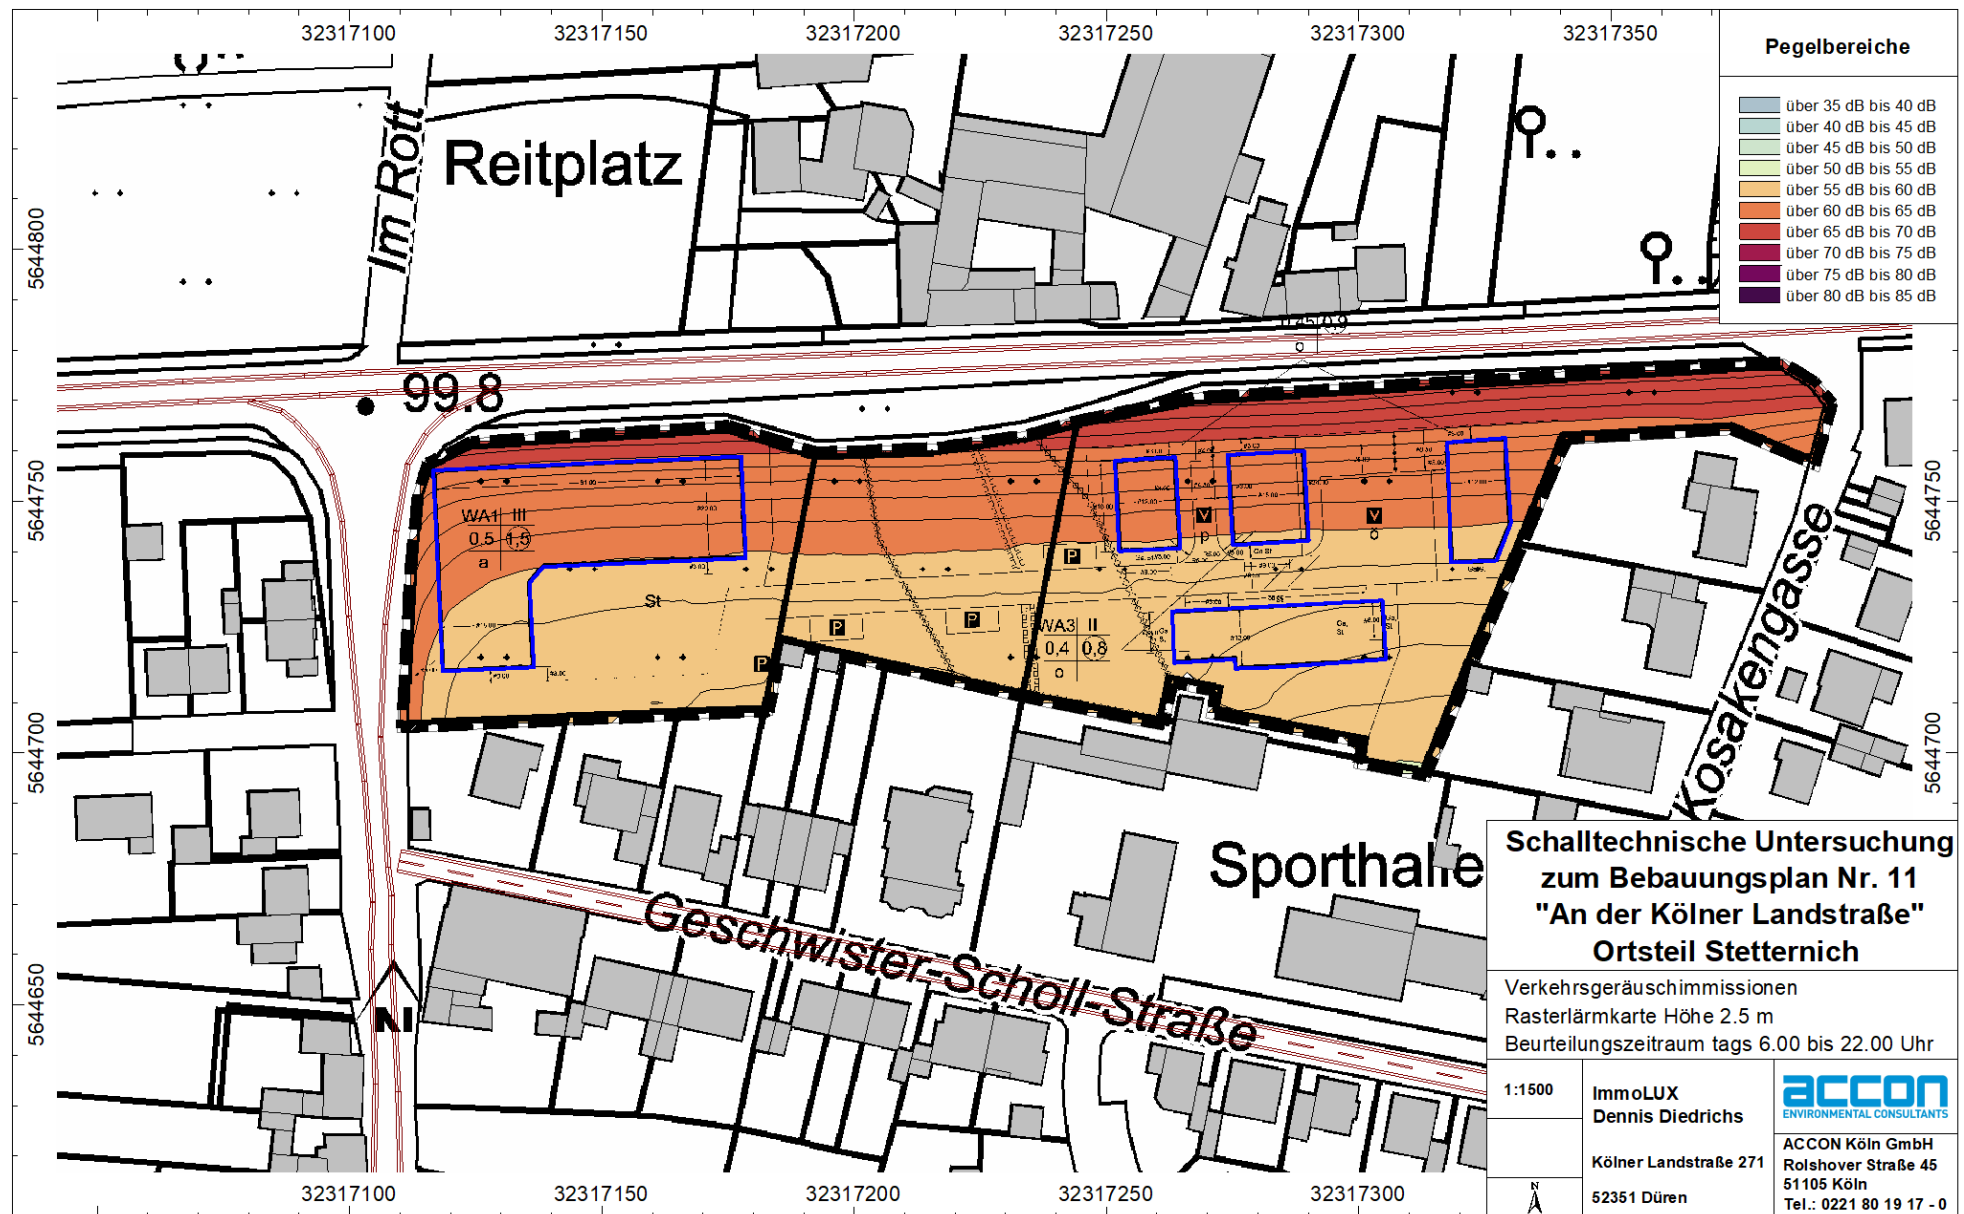 32317100 32317150 32317200 32317250 32317300 32317350
Pegelbereiche
über 35 dB bis 40 dB
über 40 dB bis 45 dB
über 45 dB bis 50 dB
über 50 dB bis 55 dB
über 55 dB bis 60 dB
über 60 dB bis 65 dB
über 65 dB bis 70 dB
über 70 dB bis 75 dB
über 75 dB bis 80 dB
über 80 dB bis 85 dB
Im Rott
Reitplatz
5644800
99.8
5644750
5644750
WA1 III
0.5 1,5
a
St
V
V
p
o
P
P
P
P
WA3 II
0,4 0,8
o
5644700
5644700
Kosakengasse
Sporthalle
Geschwister-Scholl-Straße
5644650
N
Schalltechnische Untersuchung
zum Bebauungsplan Nr. 11
"An der Kölner Landstraße"
Ortsteil Stetternich
Verkehrsgeräuschimmissionen
Rasterlärmkarte Höhe 2.5 m
Beurteilungszeitraum tags 6.00 bis 22.00 Uhr
1:1500
ImmoLUX
Dennis Diedrichs
Kölner Landstraße 271
52351 Düren
N
accon
ENVIRONMENTAL CONSULTANTS
ACCON Köln GmbH
Rolshover Straße 45
51105 Köln
Tel.: 0221 80 19 17 - 0
32317100 32317150 32317200 32317250 32317300